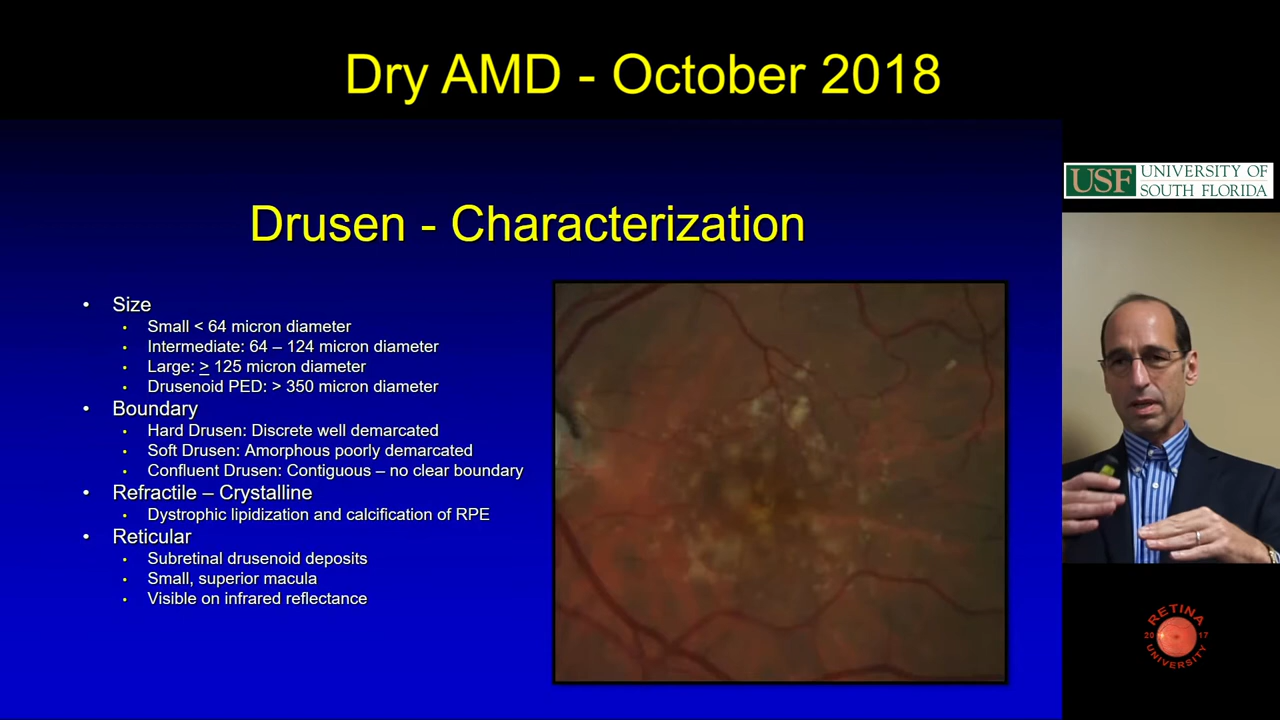 Dry AMD - October 2018
USF UNIVERSITY OF
SOUTH FLORIDA
Drusen - Characterization
• Size
• Small < 64 micron diameter
• Intermediate: 64 – 124 micron diameter
• Large: ≥ 125 micron diameter
• Drusenoid PED: > 350 micron diameter
• Boundary
• Hard Drusen: Discrete well demarcated
• Soft Drusen: Amorphous poorly demarcated
• Confluent Drusen: Contiguous – no clear boundary
• Refractile – Crystalline
• Dystrophic lipidization and calcification of RPE
• Reticular
• Subretinal drusenoid deposits
• Small, superior macula
• Visible on infrared reflectance
RETINA
20 17
UNIVERSITY